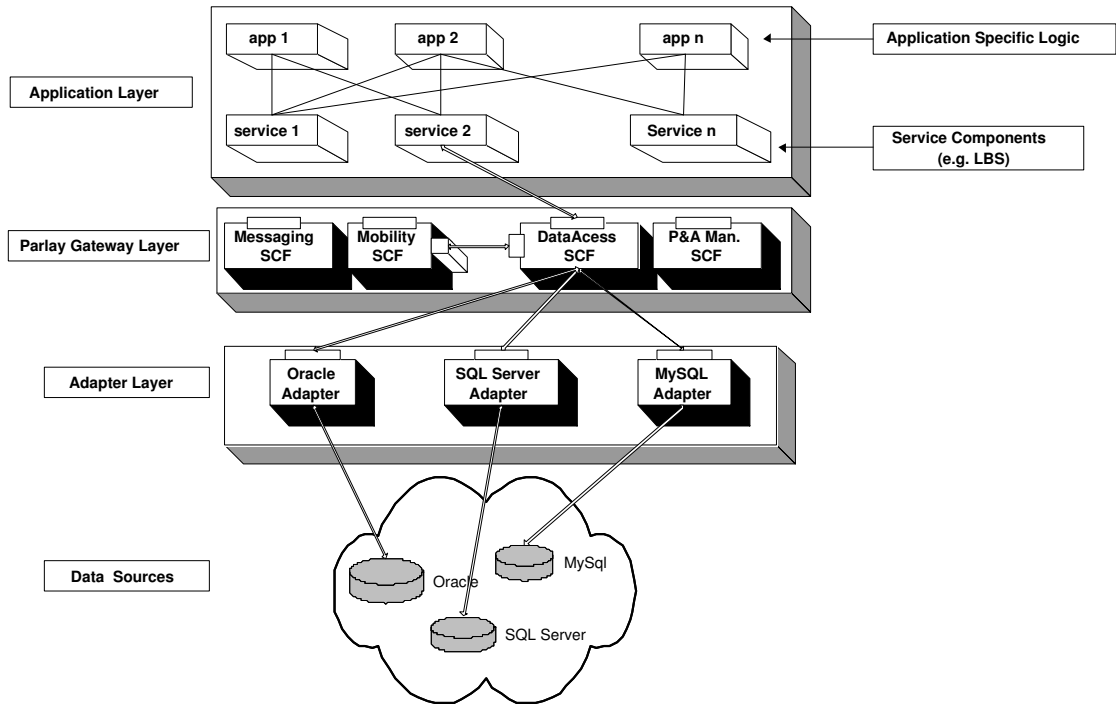 app 1
app 2
app n
Application Specific Logic
Application Layer
service 1
service 2
Service n
Service Components
(e.g. LBS)
Parlay Gateway Layer
Messaging
SCF
Mobility
SCF
DataAcess
SCF
P&A Man.
SCF
Adapter Layer
Oracle
Adapter
SQL Server
Adapter
MySQL
Adapter
Data Sources
Oracle
MySql
SQL Server